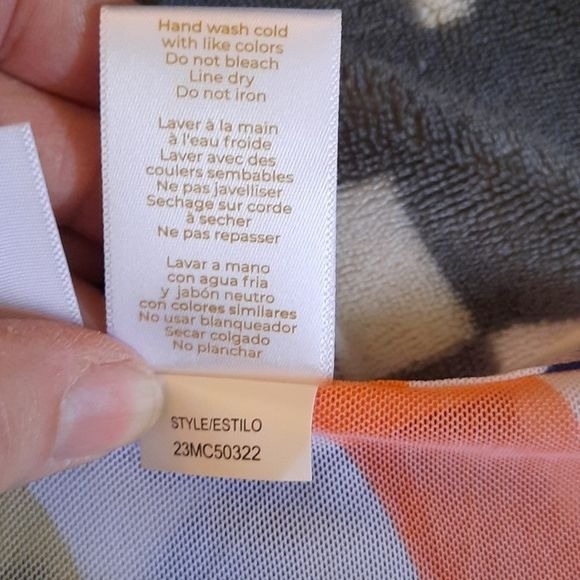 Hand wash cold
with like colors
Do not bleach
Line dry
Do not iron
Laver à la main
à l'eau froide
Laver avec des
coulers sembables
Ne pas javelliser
Sechage sur corde
à secher
Ne pas repasser
Lavar a mano
con agua fria
y jabón neutro
con colores similares
No usar blanqueador
Secar colgado
No planchar
STYLE/ESTILO
23MC50322